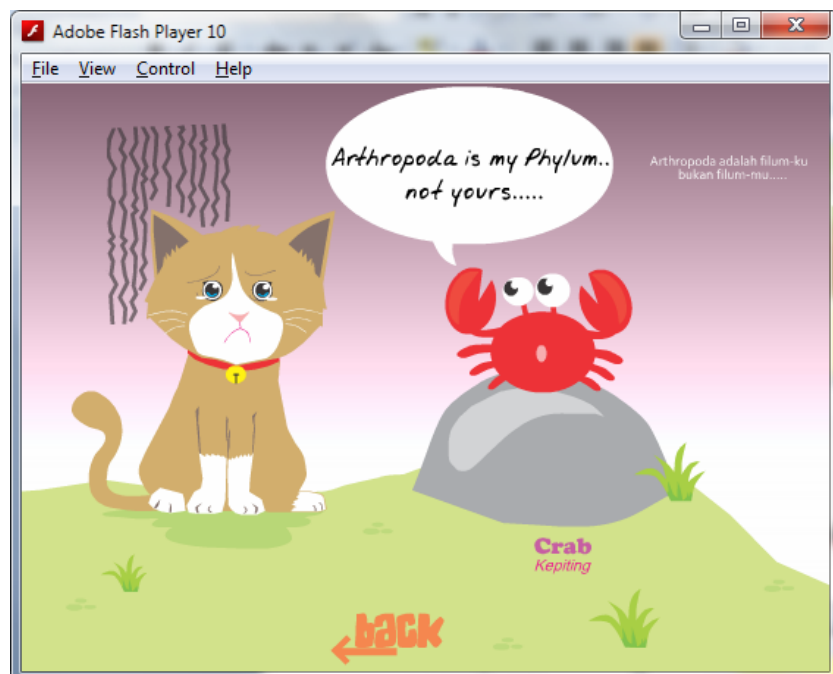 Adobe Flash Player 10
File View Control Help
Arthropoda is my Phylum..
not yours.....
Arthropoda adalah filum-ku
bukan filum-mu.....
Crab
Kepiting
back